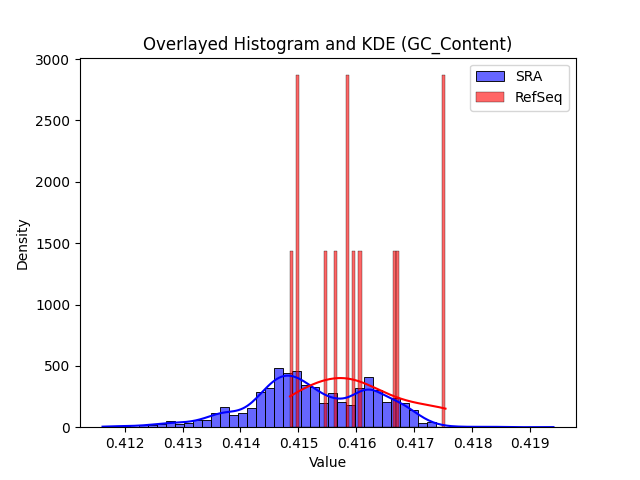 Overlayed Histogram and KDE (GC_Content)
SRA
RefSeq
3000
2500
2000
1500
1000
500
0
Density
0.412 0.413 0.414 0.415 0.416 0.417 0.418 0.419
Value